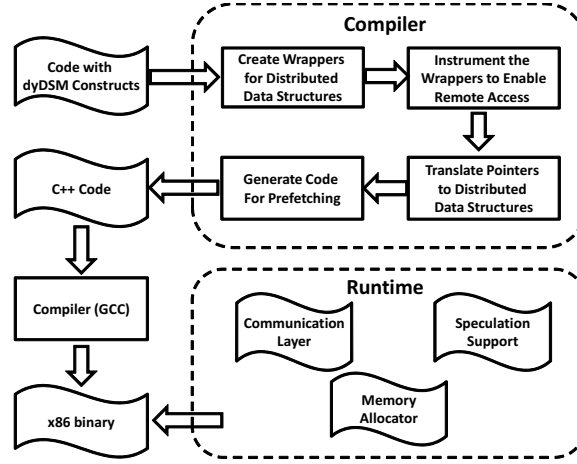 Compiler
Code with
dyDSM Constructs
Create Wrappers
for Distributed
Data Structures
Instrument the
Wrappers to Enable
Remote Access
Translate Pointers
to Distributed
Data Structures
Generate Code
For Prefetching
C++ Code
Compiler (GCC)
x86 binary
Runtime
Communication
Layer
Speculation
Support
Memory
Allocator